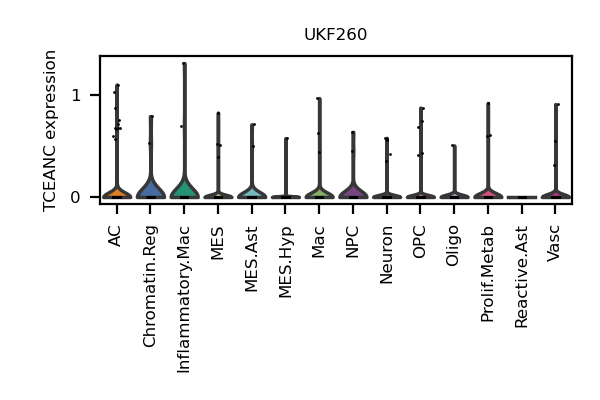 UKF260
TCEANC expression
1
0
AC
Chromatin.Reg
Inflammatory.Mac
MES
MES.Ast
MES.Hyp
Mac
NPC
Neuron
OPC
Oligo
Prolif.Metab
Reactive.Ast
Vasc